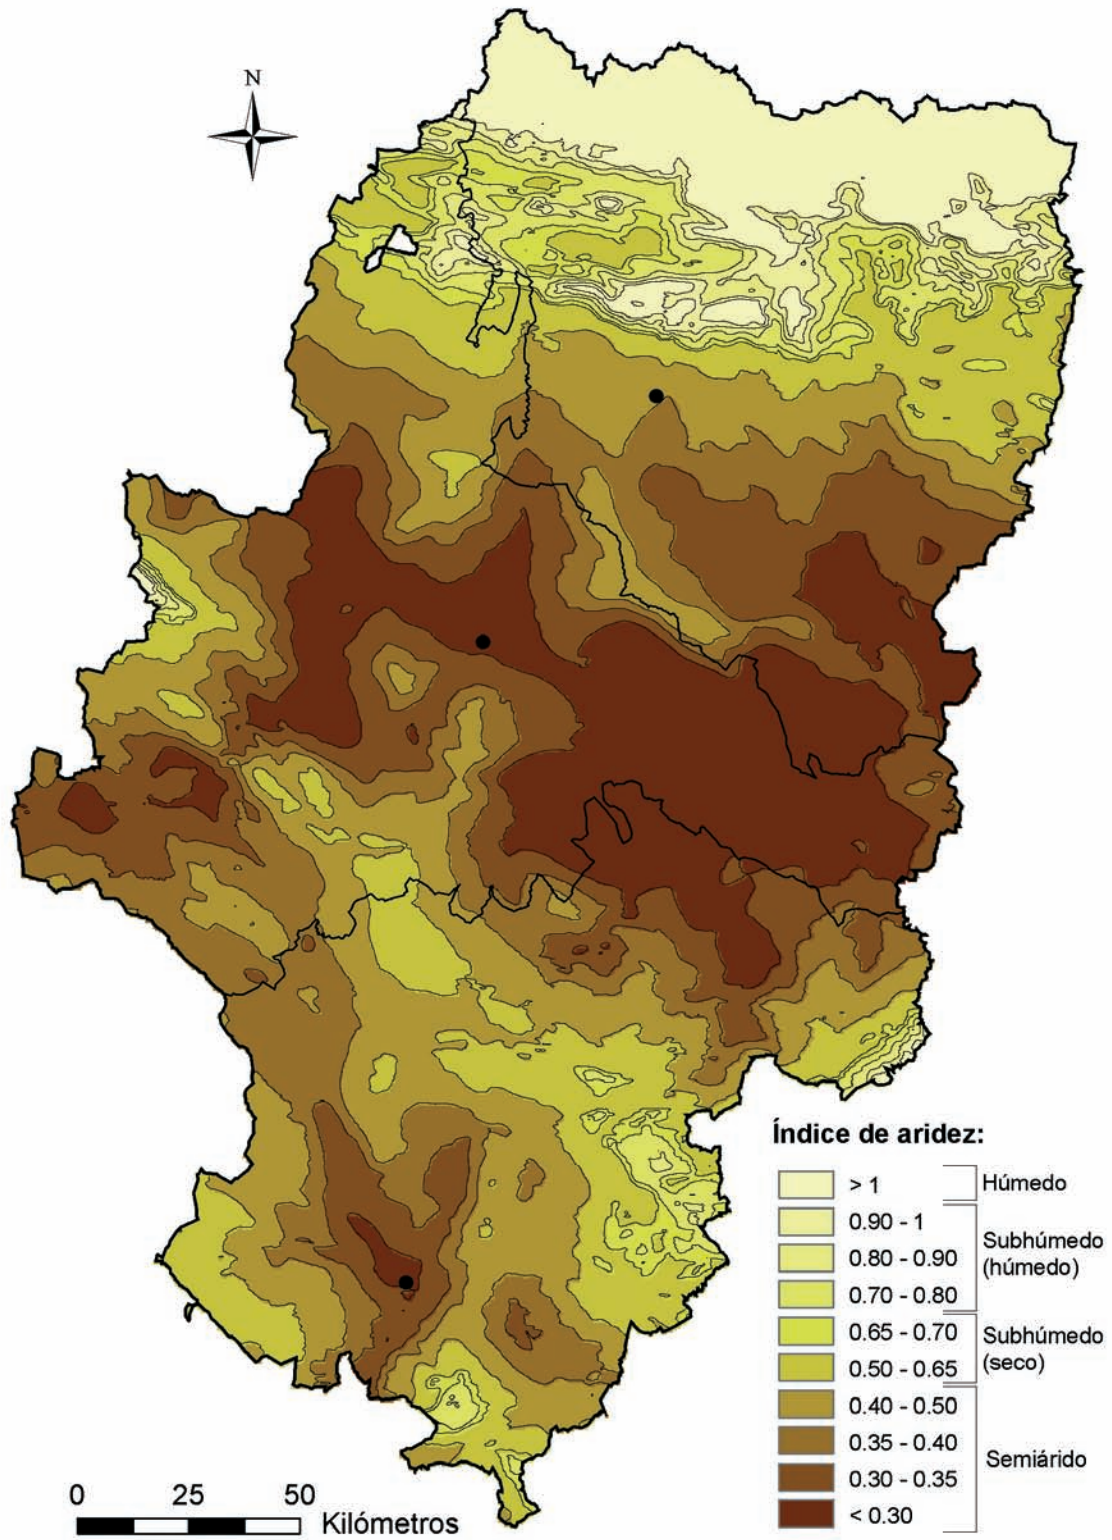 N
Índice de aridez:
> 1
Húmedo
0.90 - 1
0.80 - 0.90
0.70 - 0.80
Subhúmedo
(húmedo)
0.65 - 0.70
0.50 - 0.65
Subhúmedo
(seco)
0.40 - 0.50
0.35 - 0.40
0.30 - 0.35
< 0.30
Semiárido
0 25 50
Kilómetros